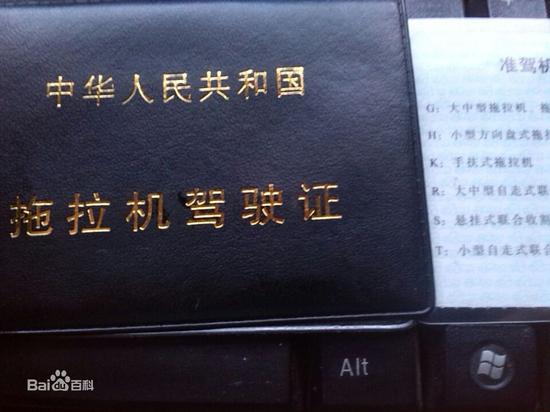 中华人民共和国
拖拉机驾驶证
准驾机
G：大中型拖拉机、拖
H：小型方向盘式拖拉
K：手扶式拖拉机
R：大中型自走式联
S：悬挂式联合收割
T：小型自走式联合
Alt
Bai百科